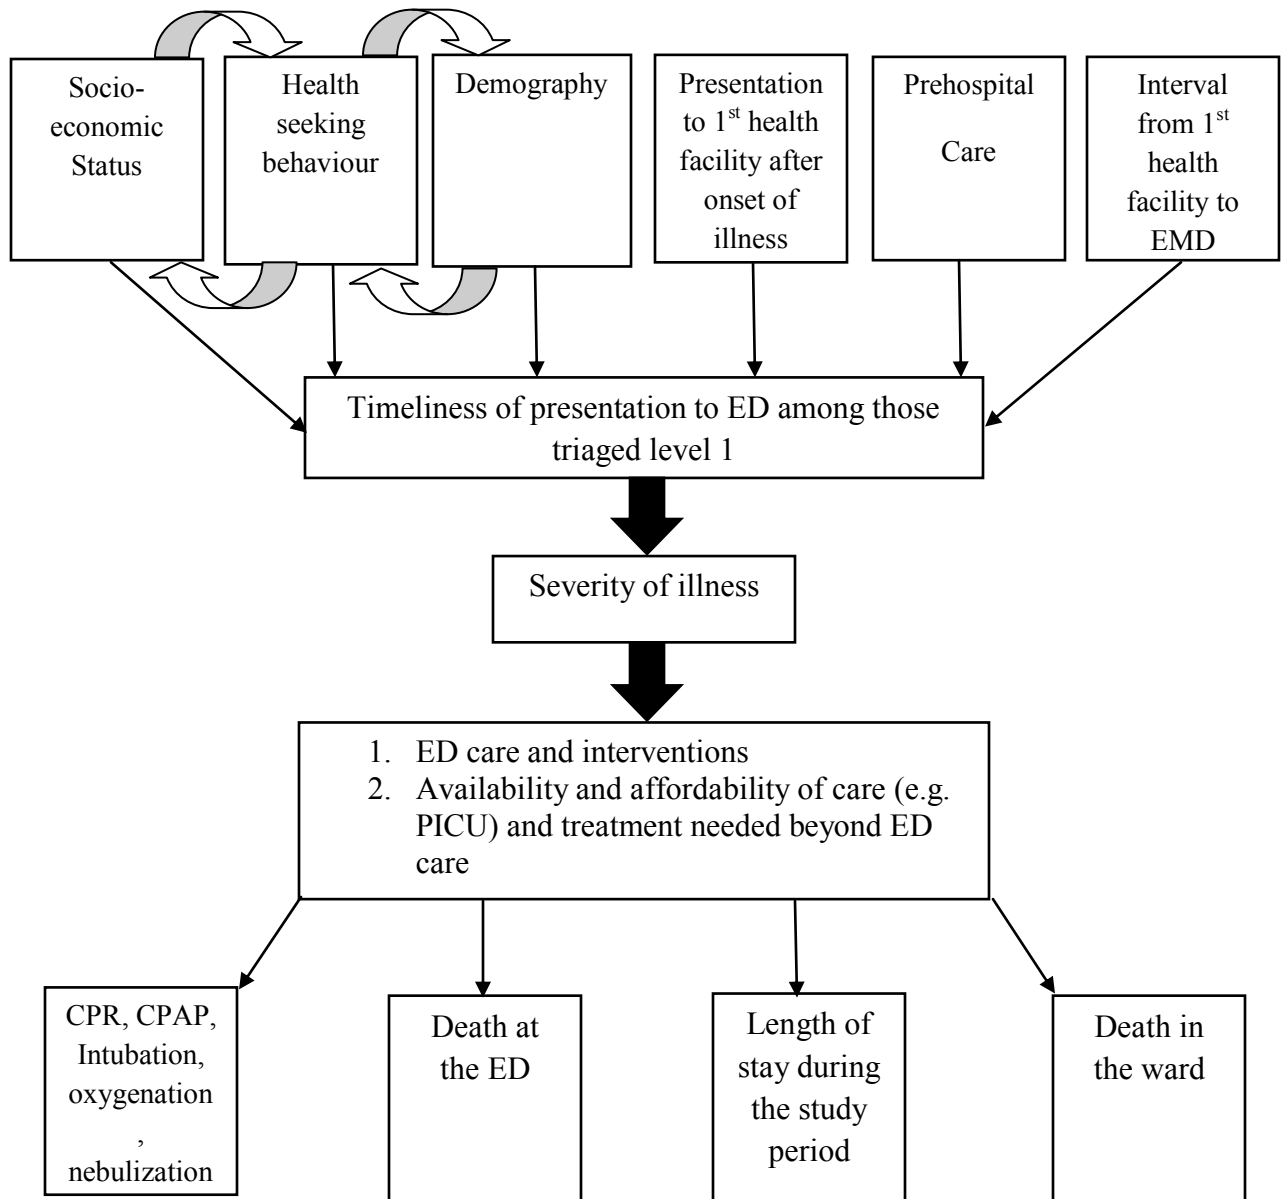 Socio-
economic
Status
Health
seeking
behaviour
Demography
Presentation
to 1st health
facility after
onset of
illness
Prehospital
Care
Interval
from 1st
health
facility to
EMD
Timeliness of presentation to ED among those
triaged level 1
Severity of illness
1. ED care and interventions
2. Availability and affordability of care (e.g.
PICU) and treatment needed beyond ED
care
CPR, CPAP,
Intubation,
oxygenation
,
nebulization
Death at
the ED
Length of
stay during
the study
period
Death in
the ward